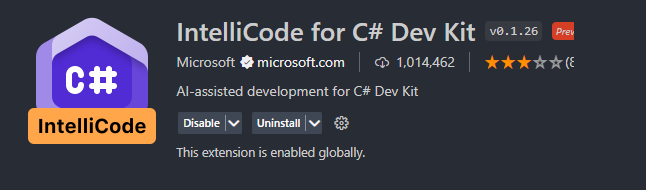 IntelliCode for C# Dev Kit v0.1.26
Microsoft microsoft.com 1,014,462
AI-assisted development for C# Dev Kit
C#
IntelliCode
Disable Uninstall
This extension is enabled globally.